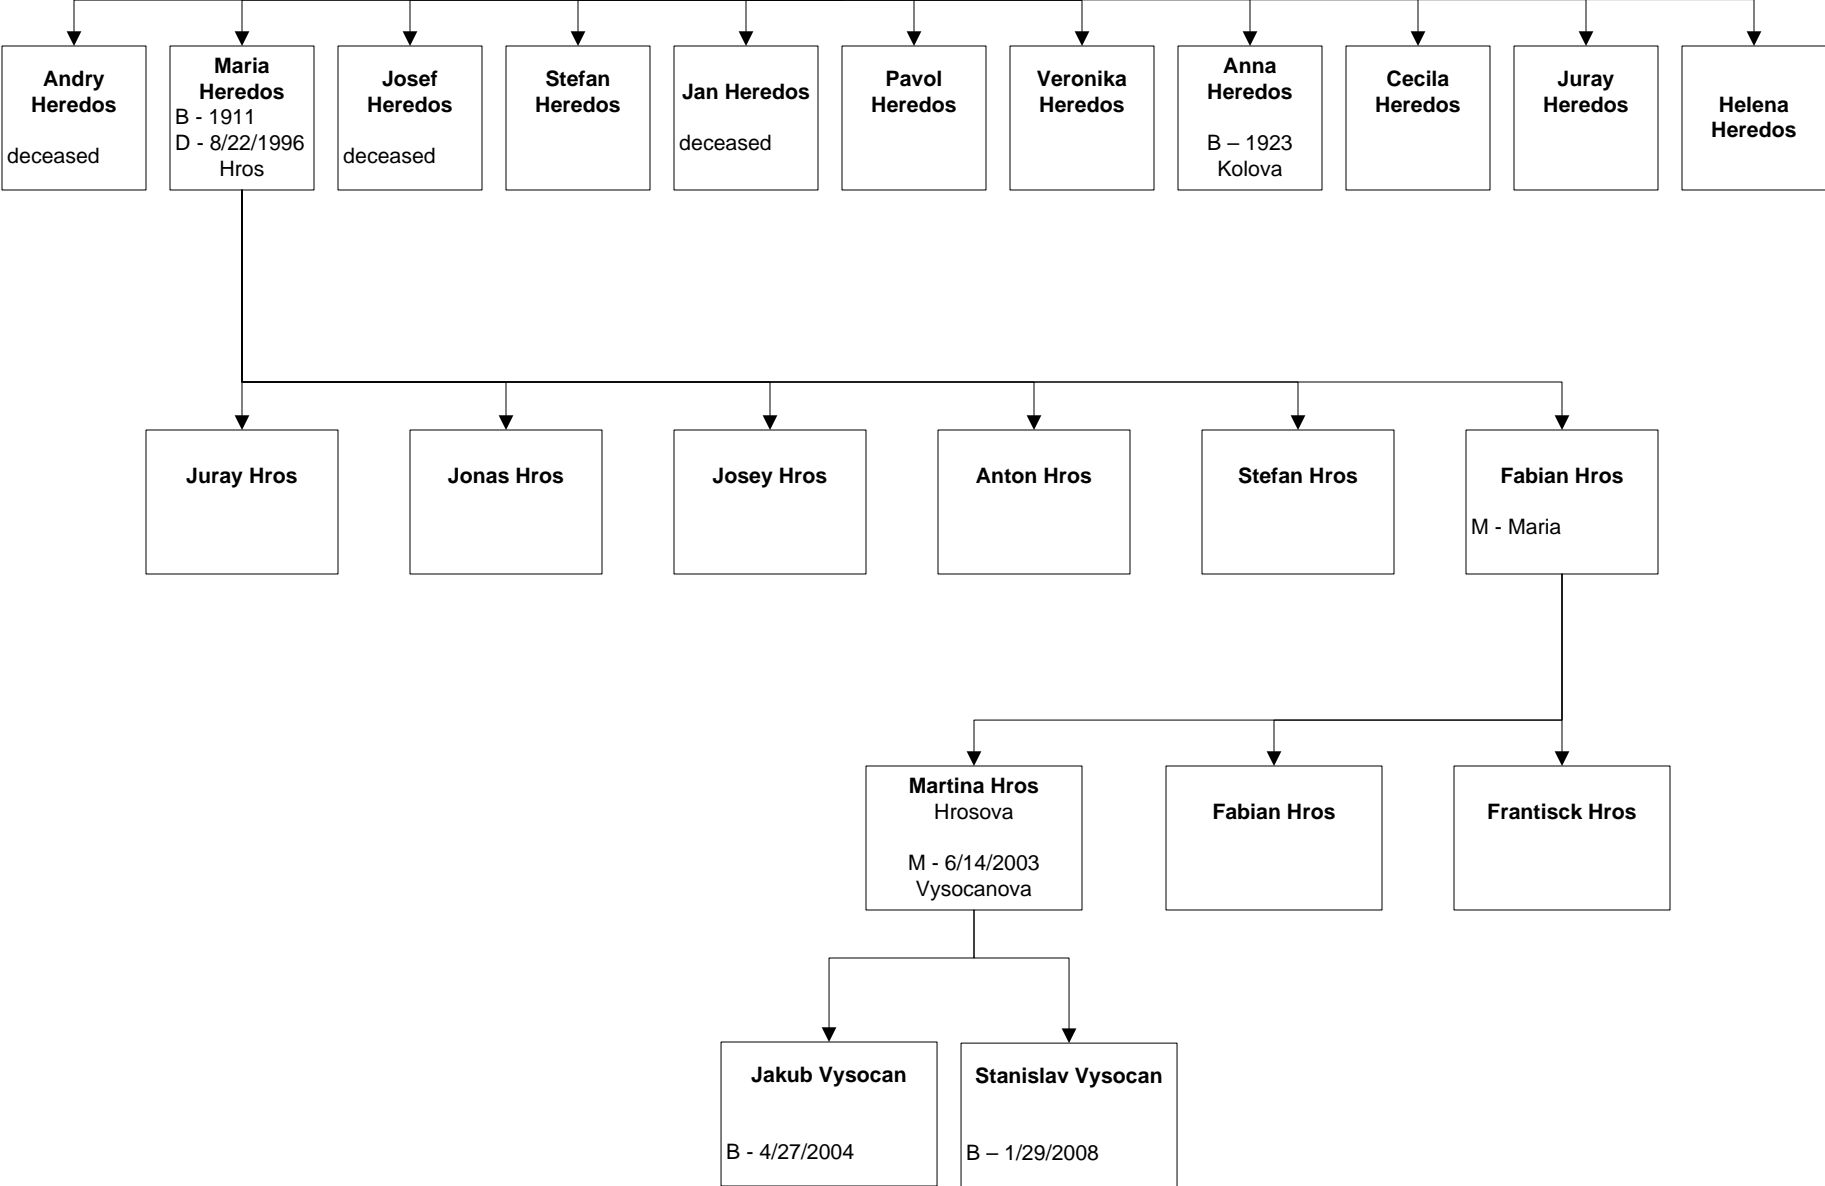 Andry
Heredos
deceased
Maria
Heredos
B - 1911
D - 8/22/1996
Hros
Josef
Heredos
deceased
Stefan
Heredos
Jan Heredos
deceased
Pavol
Heredos
Veronika
Heredos
Anna
Heredos
B – 1923
Kolova
Cecila
Heredos
Juray
Heredos
Helena
Heredos
Juray Hros
Jonas Hros
Josey Hros
Anton Hros
Stefan Hros
Fabian Hros
M - Maria
Martina Hros
Hrosova
M - 6/14/2003
Vysocanova
Fabian Hros
Frantisck Hros
Jakub Vysocan
B - 4/27/2004
Stanislav Vysocan
B – 1/29/2008